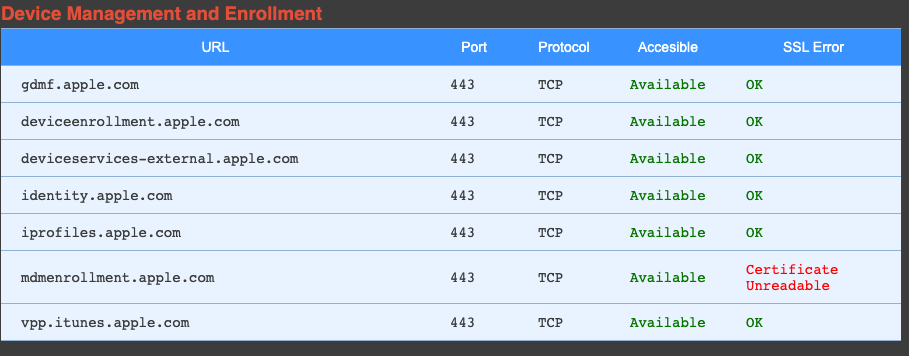 Device Management and Enrollment
URL Port Protocol Accesible SSL Error
gdmf.apple.com 443 TCP Available OK
deviceenrollment.apple.com 443 TCP Available OK
deviceservices-external.apple.com 443 TCP Available OK
identity.apple.com 443 TCP Available OK
iprofiles.apple.com 443 TCP Available OK
mdmenrollment.apple.com 443 TCP Available Certificate
Unreadable
vpp.itunes.apple.com 443 TCP Available OK